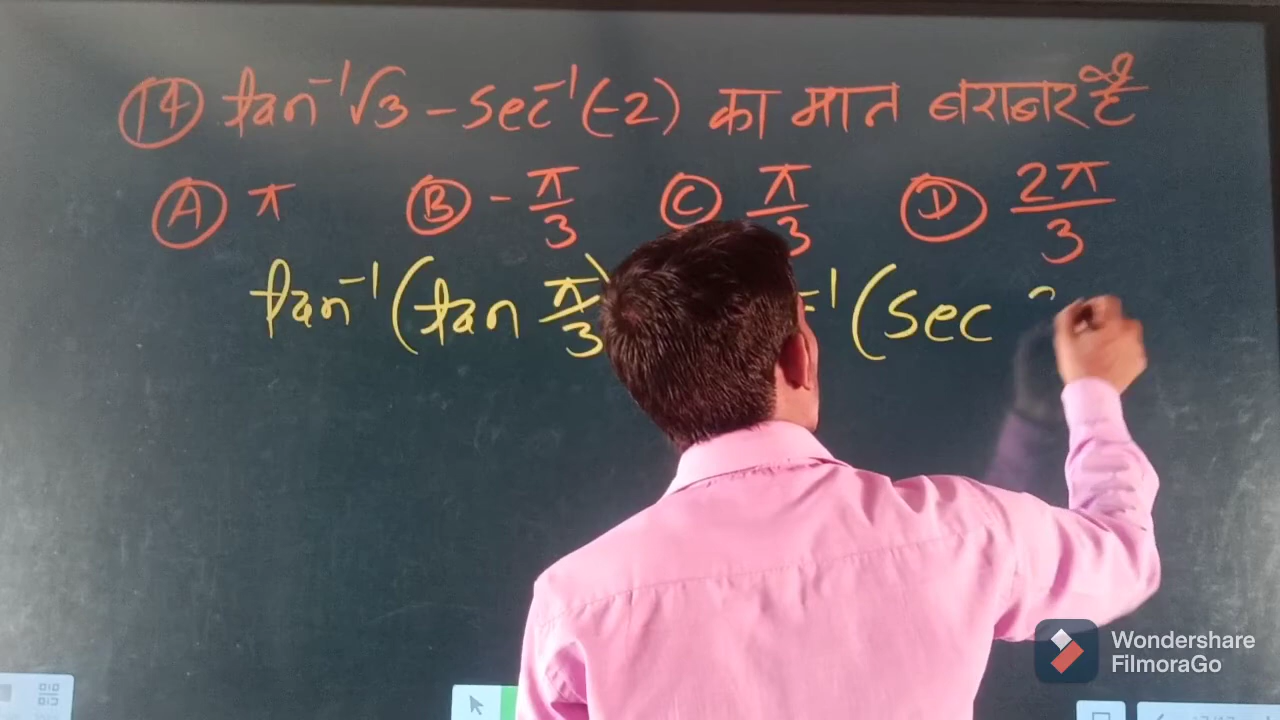 (14) tan⁻¹√3 - sec⁻¹(-2) का मान बराबर है
(A) π (B) - π/3 (C) π/3 (D) 2π/3
tan⁻¹(tan π/3) ⁻¹(sec
Wondershare
FilmoraGo